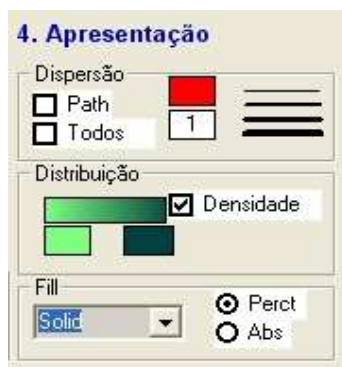 4. Apresentação
Dispersão
Path
Todos
1
Distribuição
Densidade
Fill
Solid
Perct
Abs